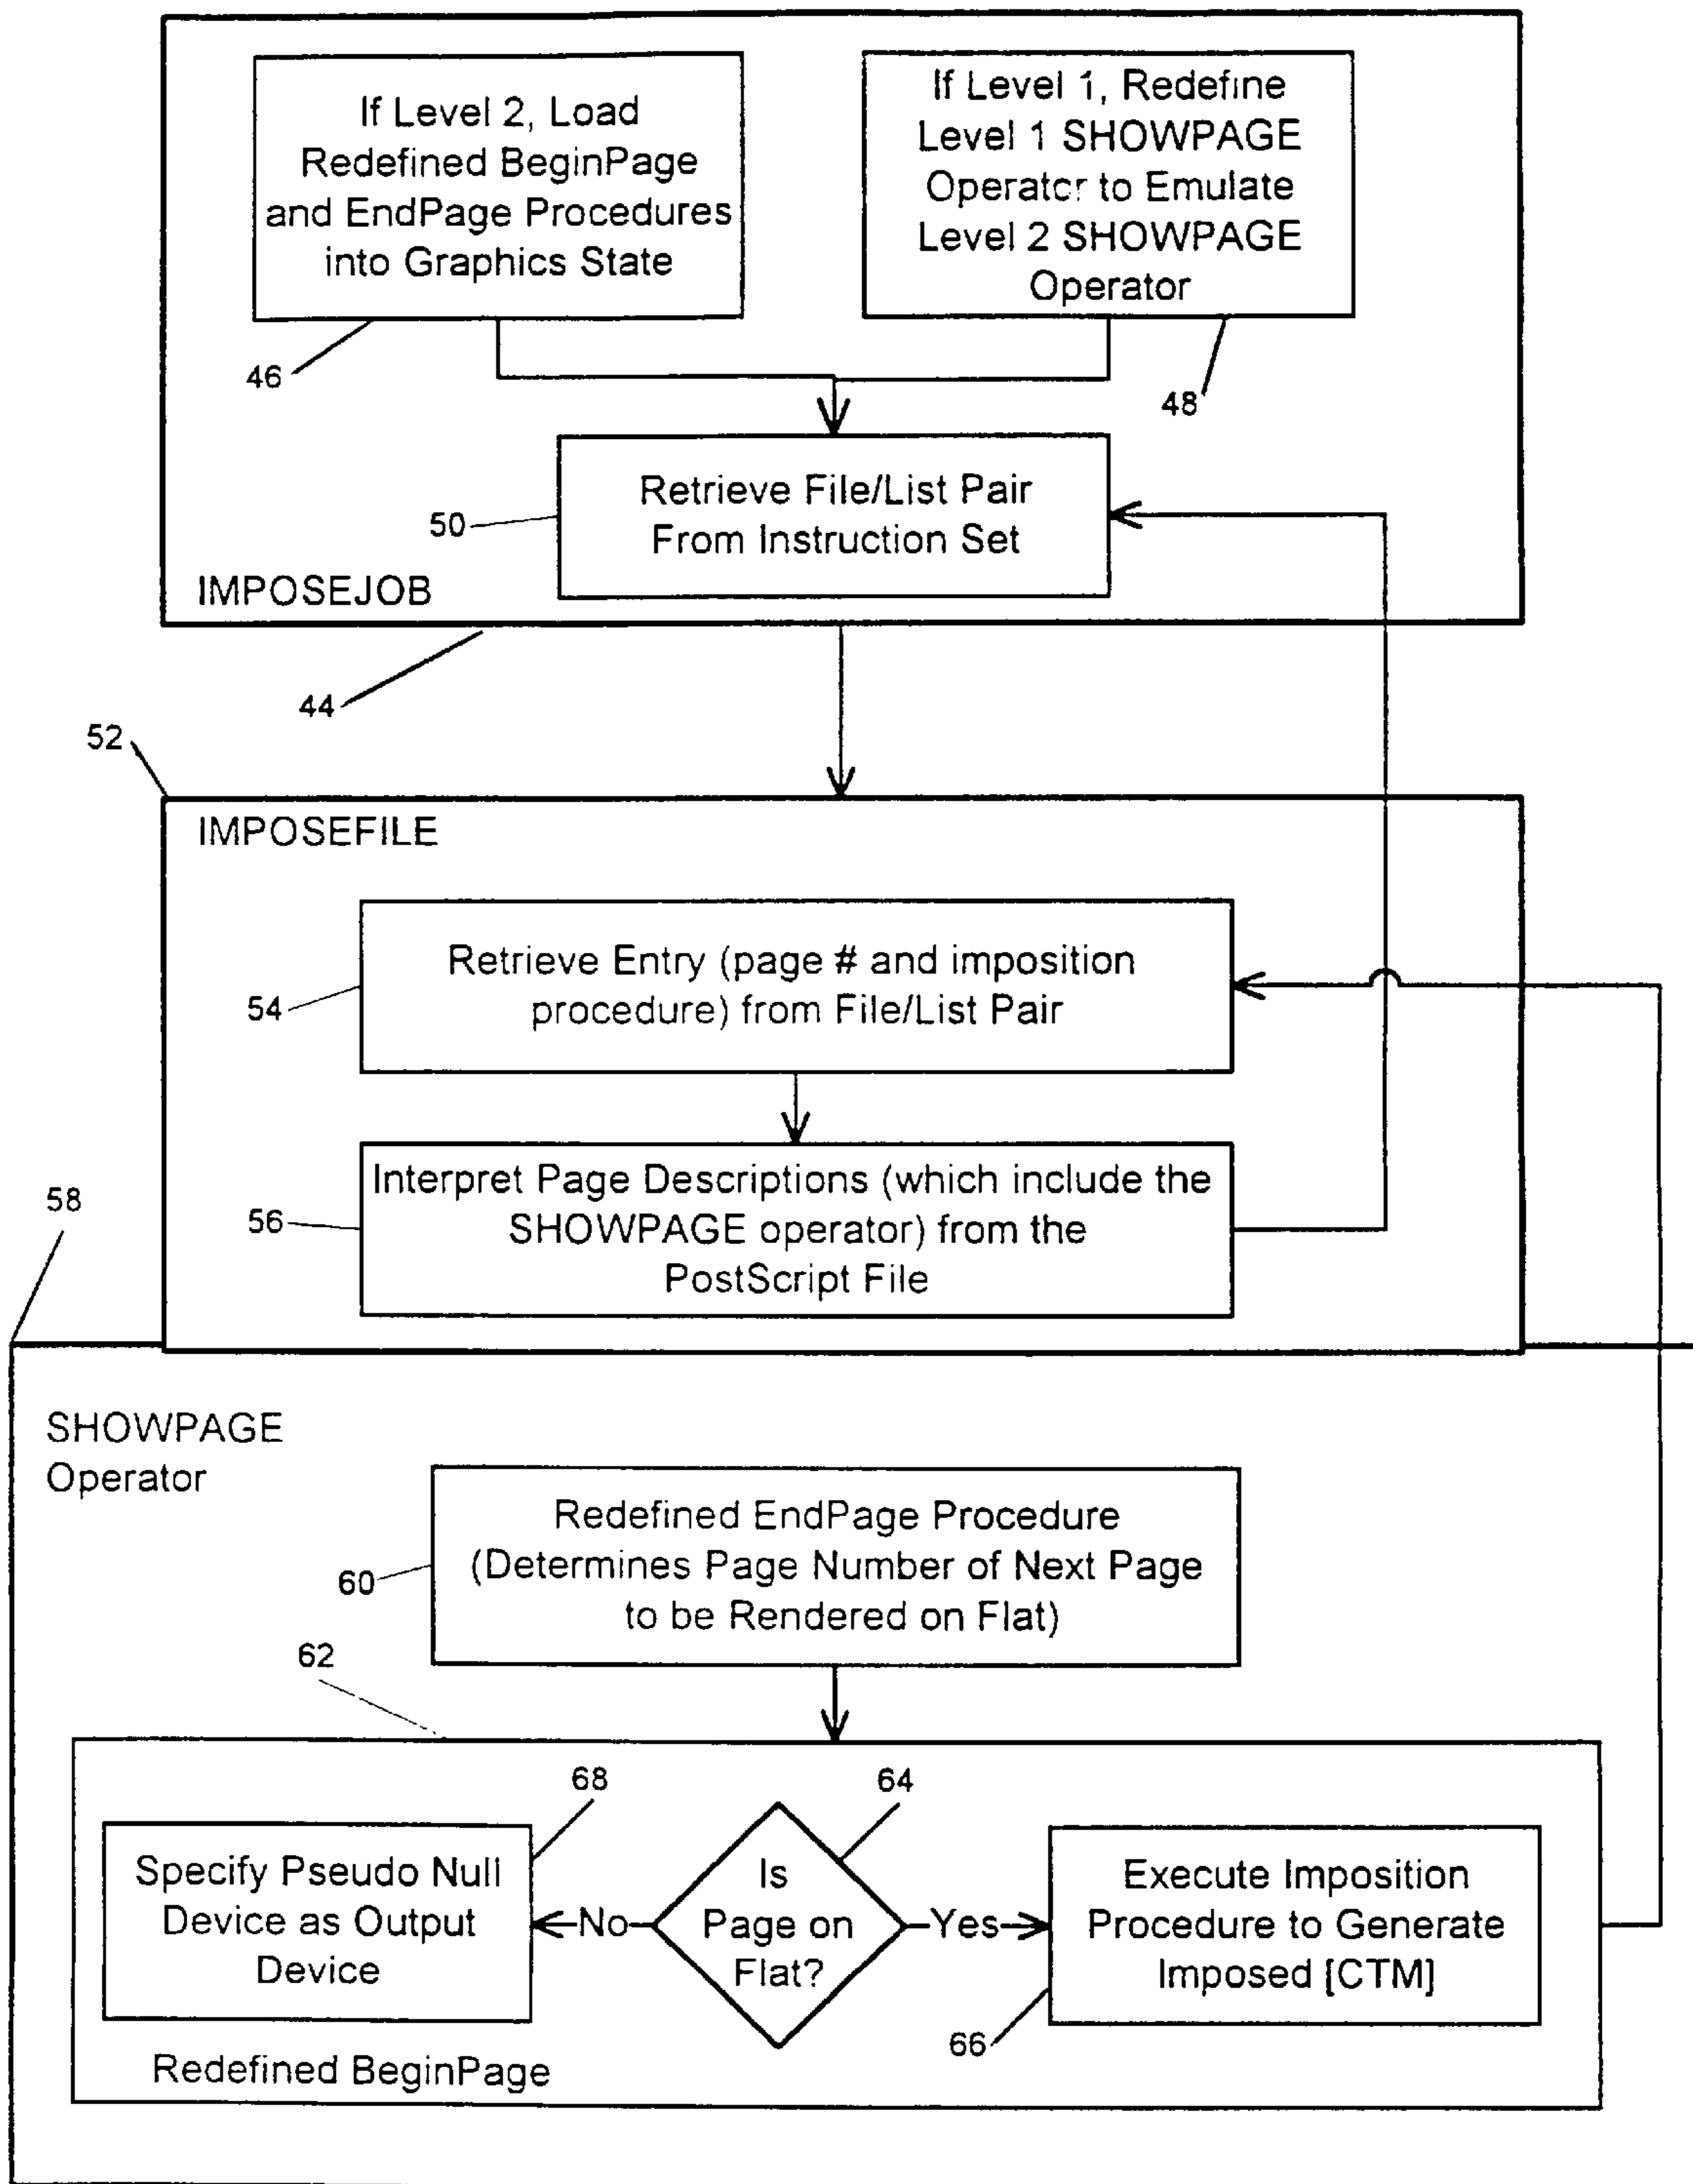 If Level 2, Load
Redefined BeginPage
and EndPage Procedures
into Graphics State
If Level 1, Redefine
Level 1 SHOWPAGE
Operator to Emulate
Level 2 SHOWPAGE
Operator
46
48
Retrieve File/List Pair
From Instruction Set
50
IMPOSEJOB
44
52
IMPOSEFILE
Retrieve Entry (page # and imposition
procedure) from File/List Pair
54
Interpret Page Descriptions (which include the
SHOWPAGE operator) from the
PostScript File
56
58
SHOWPAGE
Operator
Redefined EndPage Procedure
(Determines Page Number of Next Page
to be Rendered on Flat)
60
62
68
64
Specify Pseudo Null
Device as Output
Device
No
Is
Page on
Flat?
Yes
Execute Imposition
Procedure to Generate
Imposed [CTM]
66
Redefined BeginPage